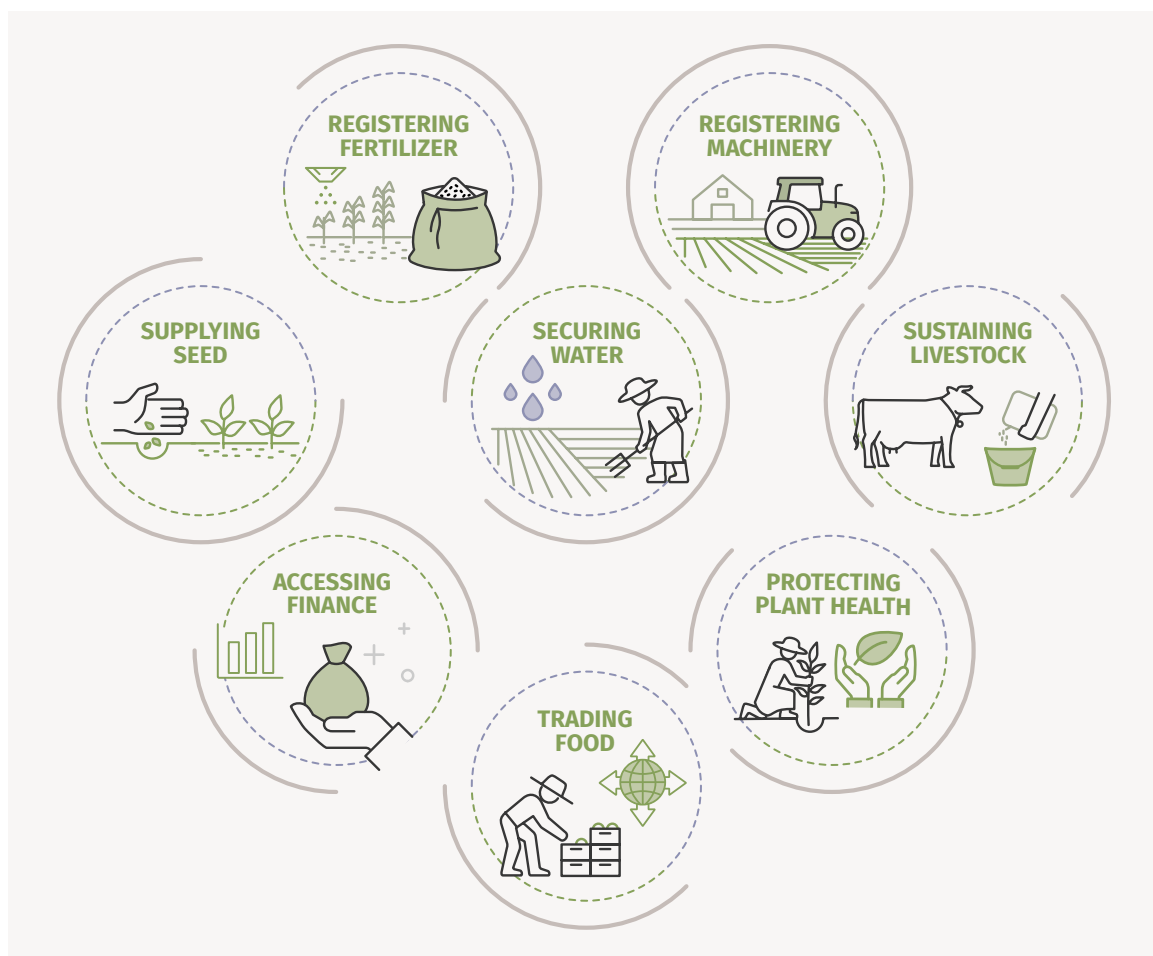 REGISTERING
FERTILIZER
REGISTERING
MACHINERY
SUPPLYING
SEED
SECURING
WATER
SUSTAINING
LIVESTOCK
ACCESSING
FINANCE
PROTECTING
PLANT HEALTH
TRADING
FOOD